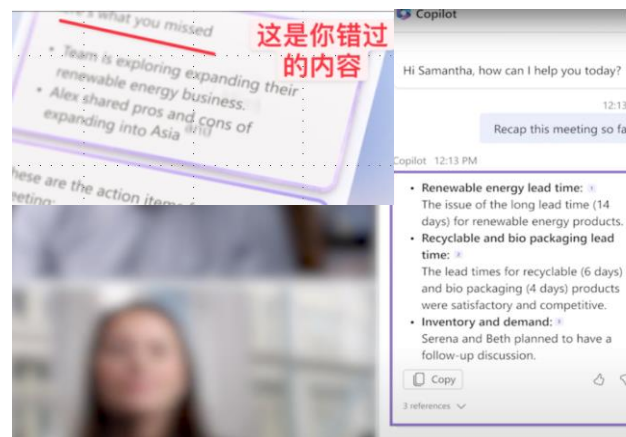 here's what you missed
这是你错过
的内容
• Team is exploring expanding their
renewable energy business.
• Alex shared pros and cons of
expanding into Asia and
these are the action items
meeting:
Copilot
Hi Samantha, how can I help you today?
12:13
Recap this meeting so fa
Copilot 12:13 PM
• Renewable energy lead time: 1
The issue of the long lead time (14
days) for renewable energy products.
• Recyclable and bio packaging lead
time: 2
The lead times for recyclable (6 days)
and bio packaging (4 days) products
were satisfactory and competitive.
• Inventory and demand:
Serena and Beth planned to have a
follow-up discussion.
Copy
3 references